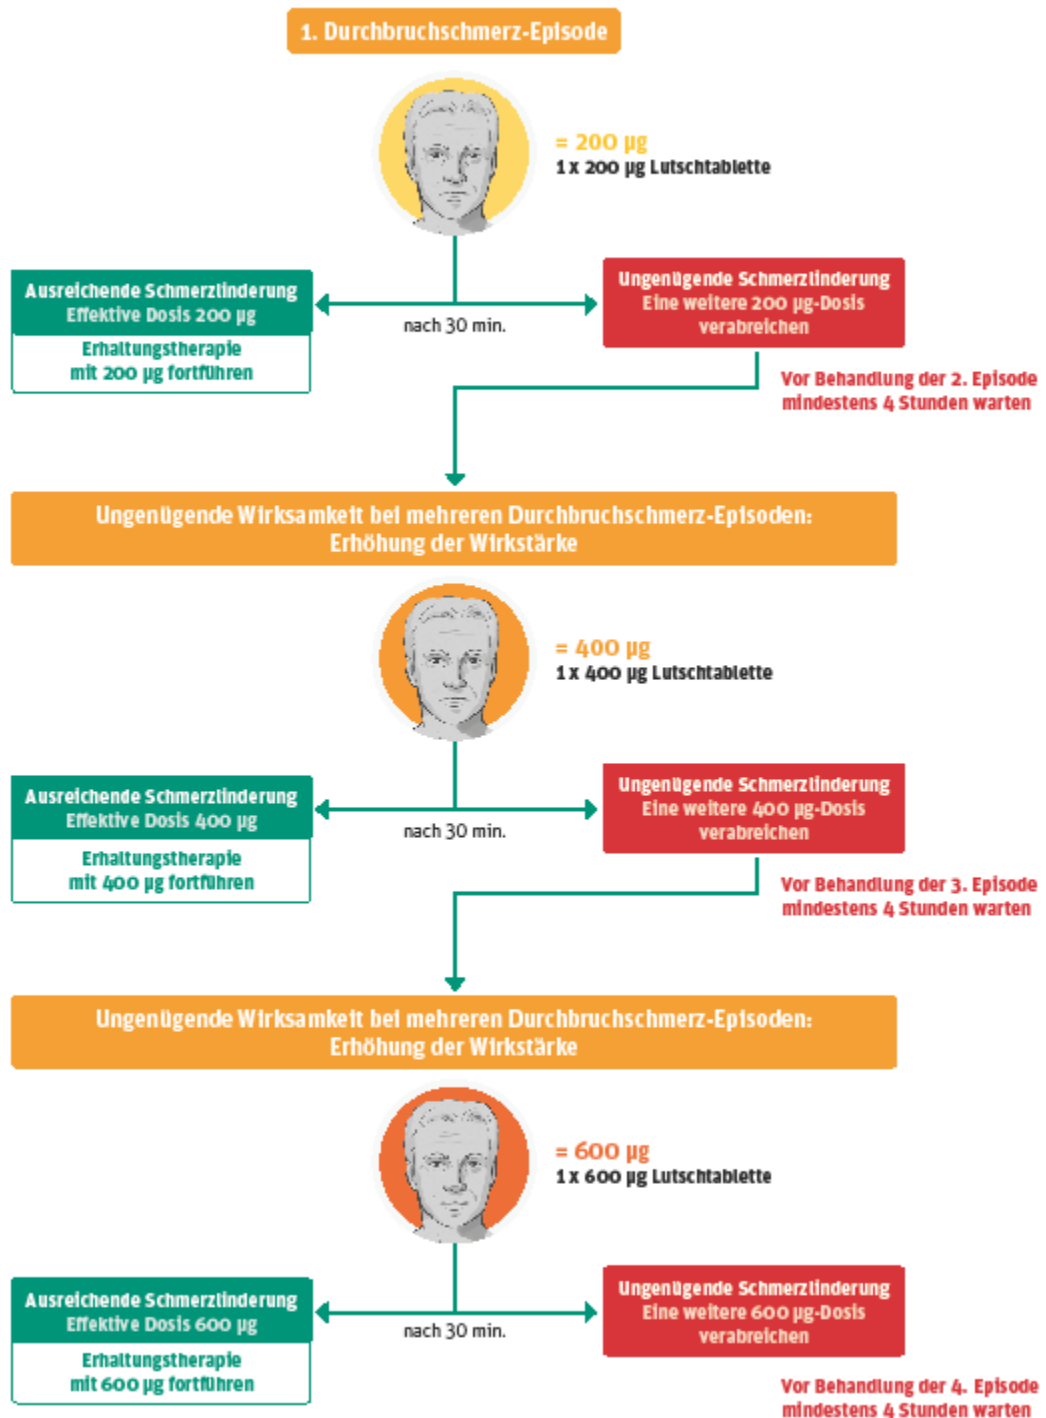 1. Durchbruchschmerz-Episode
= 200 µg
1 x 200 µg Lutschtablette
Ausreichende Schmerzlinderung
Effektive Dosis 200 µg
Erhaltungstherapie
mit 200 µg fortführen
nach 30 min.
Ungenügende Schmerzlinderung
Eine weitere 200 µg-Dosis
verabreichen
Vor Behandlung der 2. Episode
mindestens 4 Stunden warten
Ungenügende Wirksamkeit bei mehreren Durchbruchschmerz-Episoden:
Erhöhung der Wirkstärke
= 400 µg
1 x 400 µg Lutschtablette
Ausreichende Schmerzlinderung
Effektive Dosis 400 µg
Erhaltungstherapie
mit 400 µg fortführen
nach 30 min.
Ungenügende Schmerzlinderung
Eine weitere 400 µg-Dosis
verabreichen
Vor Behandlung der 3. Episode
mindestens 4 Stunden warten
Ungenügende Wirksamkeit bei mehreren Durchbruchschmerz-Episoden:
Erhöhung der Wirkstärke
= 600 µg
1 x 600 µg Lutschtablette
Ausreichende Schmerzlinderung
Effektive Dosis 600 µg
Erhaltungstherapie
mit 600 µg fortführen
nach 30 min.
Ungenügende Schmerzlinderung
Eine weitere 600 µg-Dosis
verabreichen
Vor Behandlung der 4. Episode
mindestens 4 Stunden warten